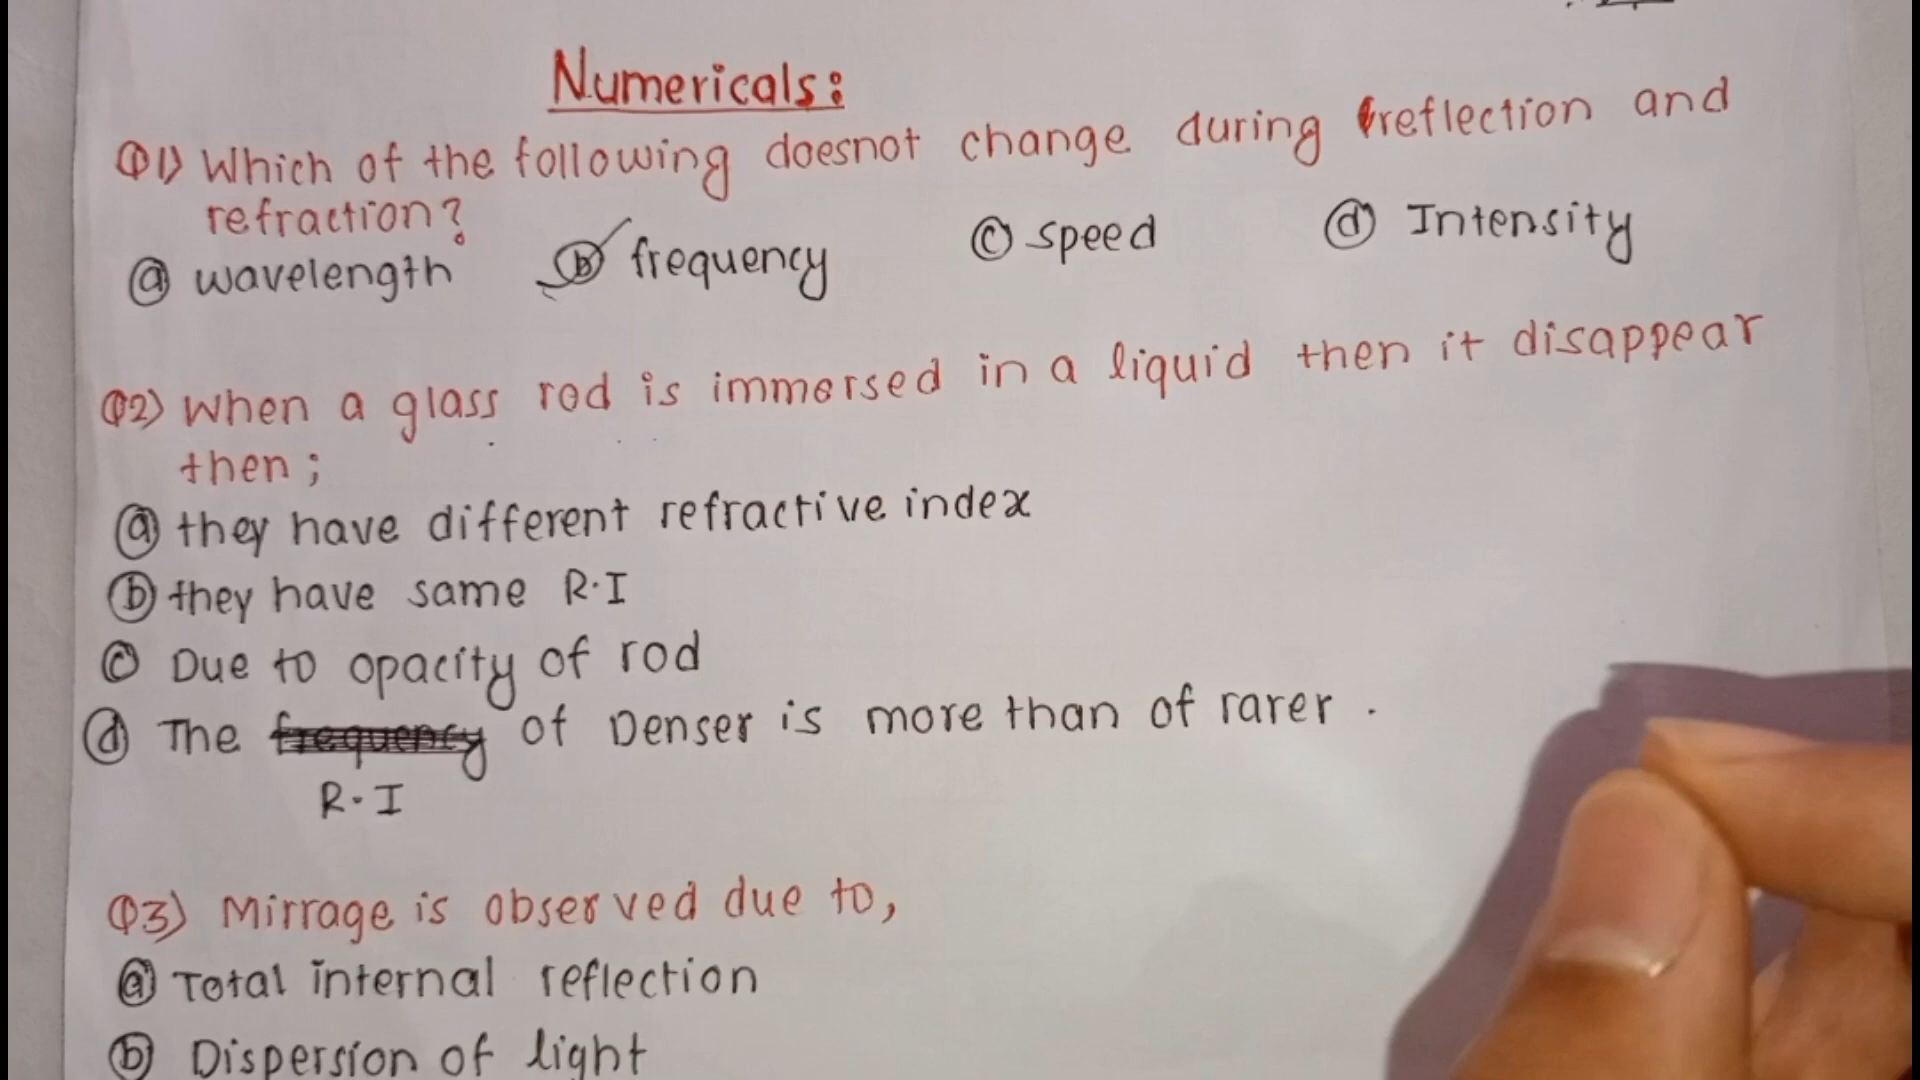 Numericals:
Q1) Which of the following doesnot change during reflection and
refraction?
(a) wavelength (b) frequency (c) speed (d) Intensity
Q2) When a glass rod is immersed in a liquid then it disappear
then;
(a) they have different refractive index
(b) they have same R.I
(c) Due to opacity of rod
(d) The frequency of Denser is more than of rarer.
R.I
Q3) Mirrage is observed due to,
(a) Total internal reflection
(b) Dispersion of light